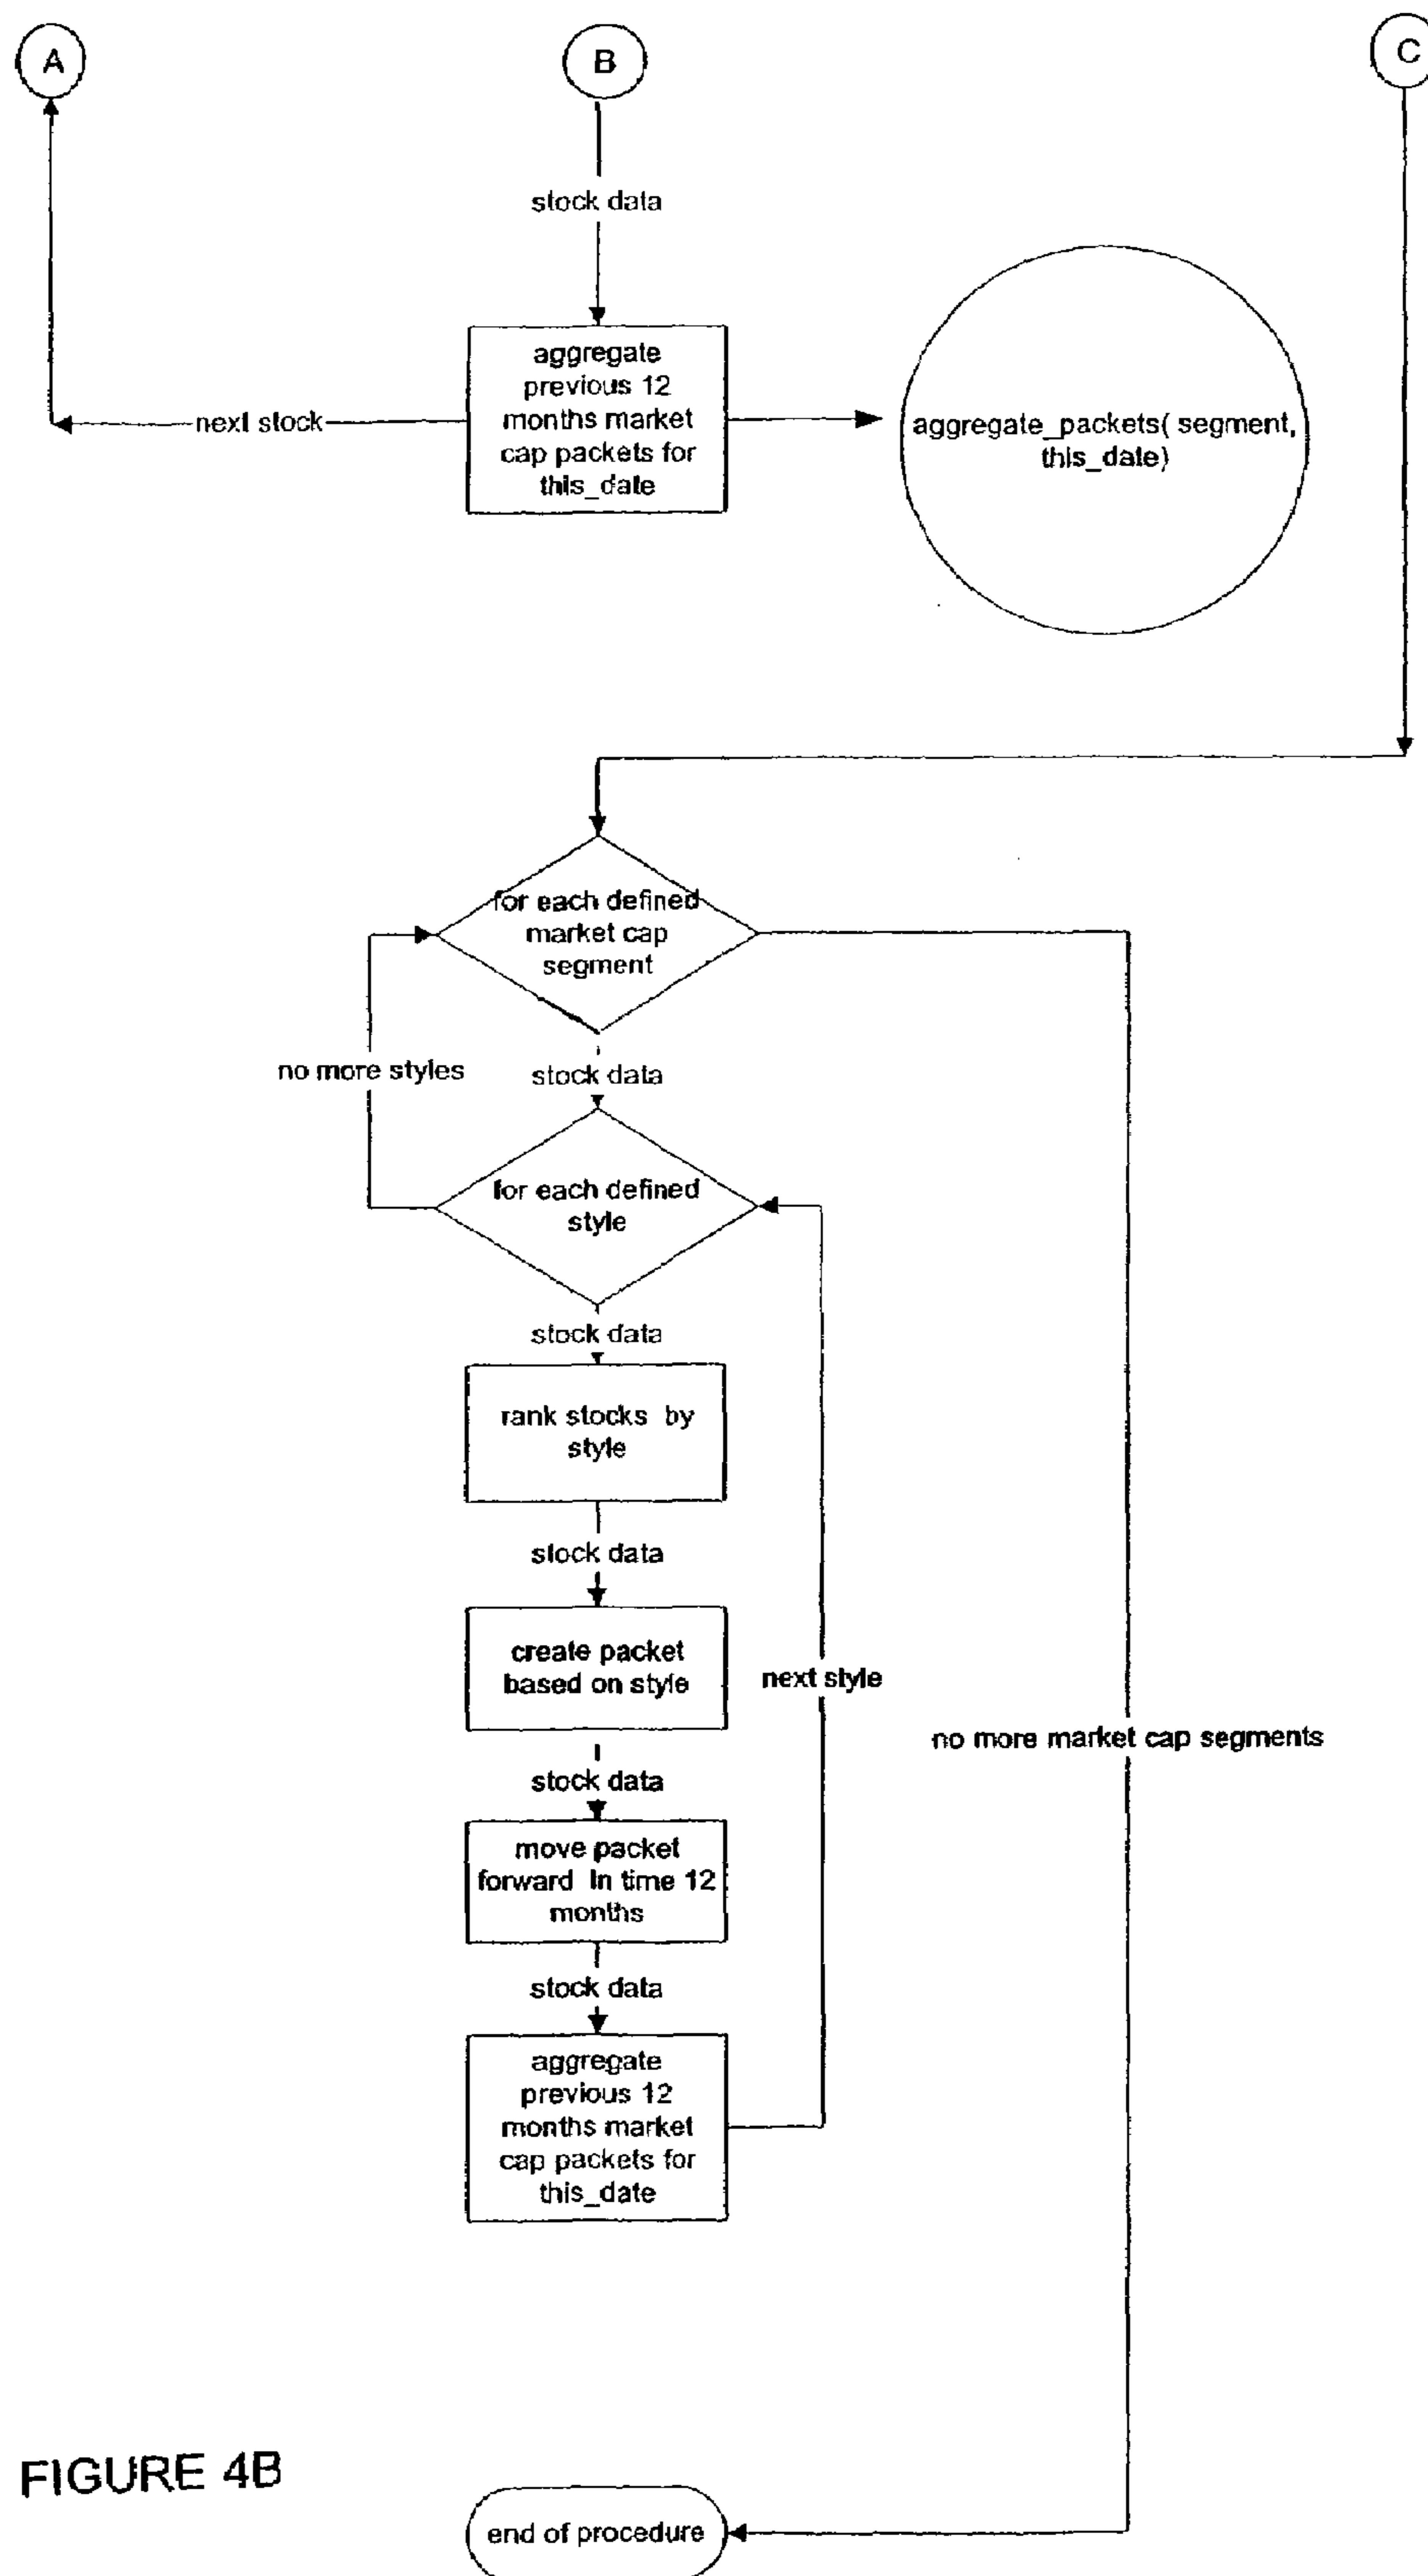 A
B
C
stock data
aggregate
previous 12
months market
cap packets for
this_date
next stock
aggregate_packets( segment,
this_date)
for each defined
market cap
segment
no more styles
stock data
for each defined
style
stock data
rank stocks by
style
stock data
create packet
based on style
next style
no more market cap segments
stock data
move packet
forward In time 12
months
stock data
aggregate
previous 12
months market
cap packets for
this_date
FIGURE 4B
end of procedure